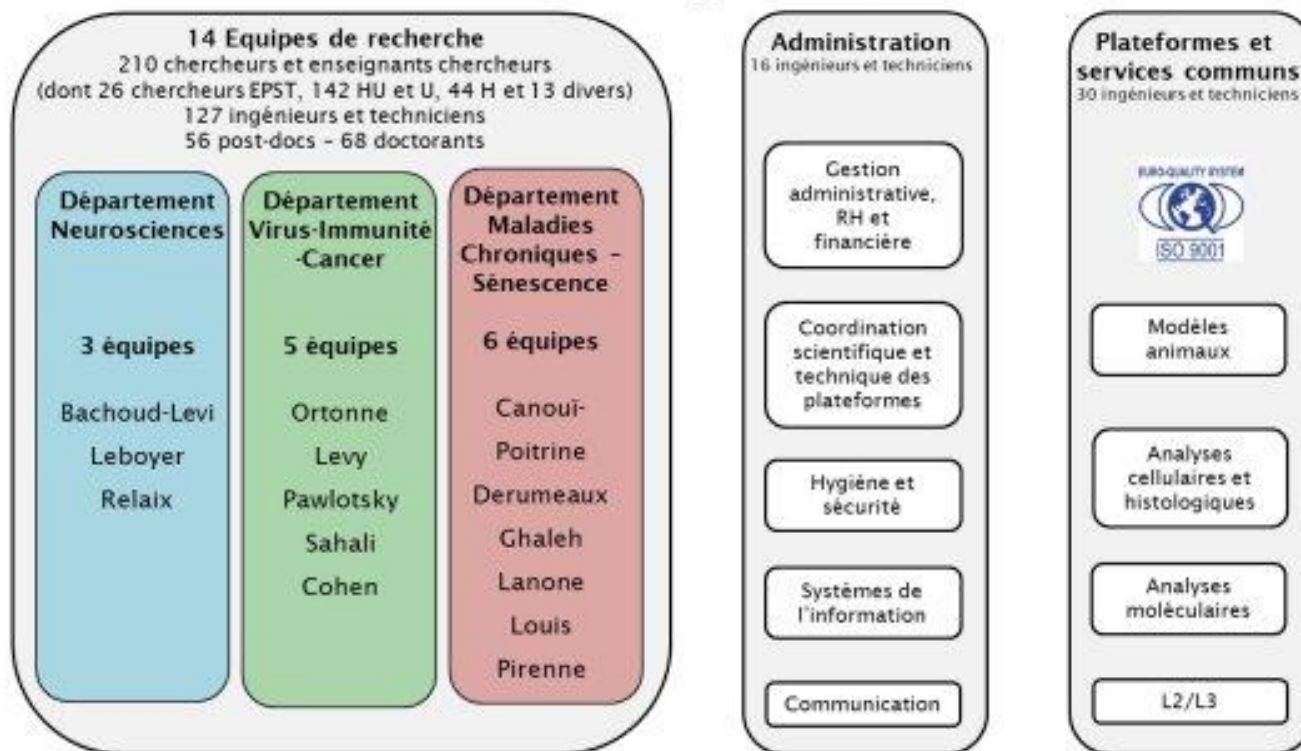 14 Equipes de recherche
210 chercheurs et enseignants chercheurs
(dont 26 chercheurs EPST, 142 HU et U, 44 H et 13 divers)
127 ingénieurs et techniciens
56 post-docs – 68 doctorants
Département
Neurosciences
3 équipes
Bachoud-Levi
Leboyer
Relaix
Département
Virus-Immunité
-Cancer
5 équipes
Ortonne
Levy
Pawlotsky
Sahali
Cohen
Département
Maladies
Chroniques –
Sénescence
6 équipes
Canouï-
Poitrine
Derumeaux
Ghaleh
Lanone
Louis
Pirenne
Administration
16 ingénieurs et techniciens
Gestion
administrative,
RH et
financière
Coordination
scientifique et
technique des
plateformes
Hygiène et
sécurité
Systèmes de
l'information
Communication
Plateformes et
services communs
30 ingénieurs et techniciens
EURO-QUALITY SYSTEM
ISO 9001
Modèles
animaux
Analyses
cellulaires et
histologiques
Analyses
moléculaires
L2/L3